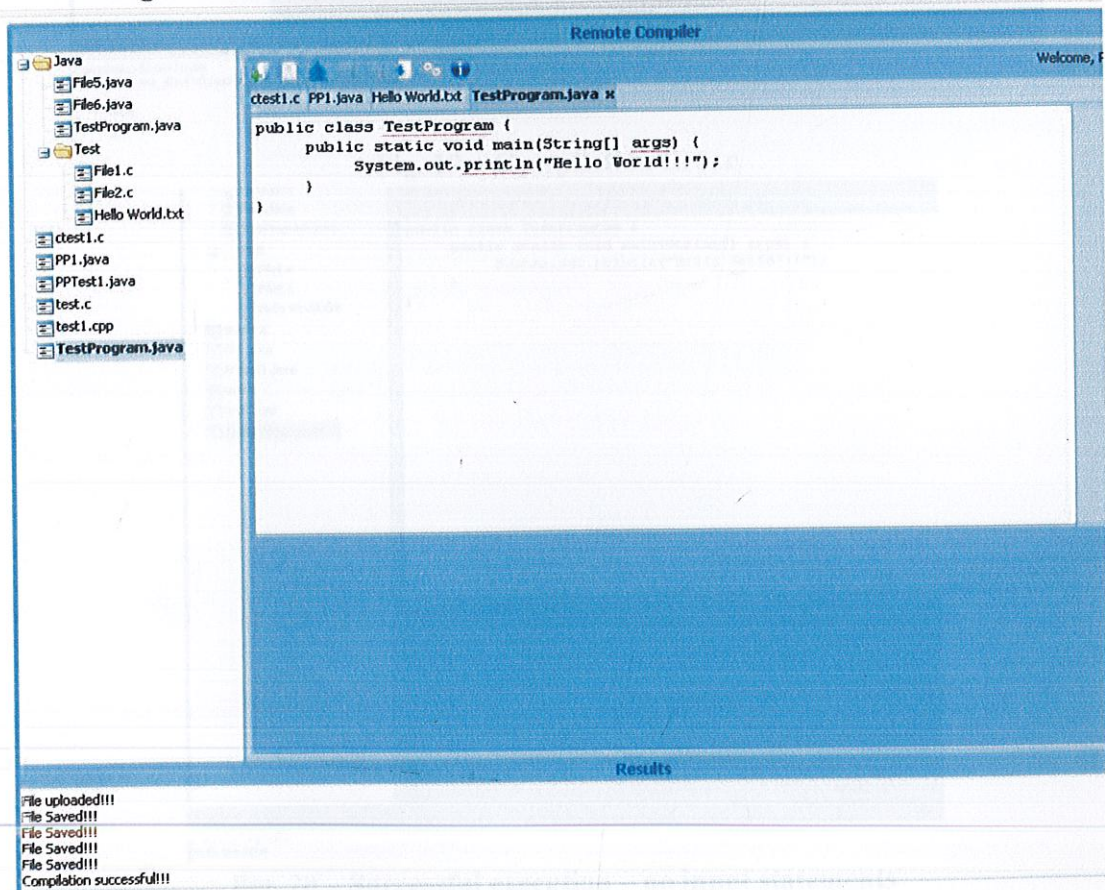 Remote Compiler
Welcome, F
Java
File5.java
File6.java
TestProgram.java
Test
File1.c
File2.c
Hello World.txt
ctest1.c
PP1.java
PPTest1.java
test.c
test1.cpp
TestProgram.java
ctest1.c PP1.java Hello World.txt TestProgram.java x
public class TestProgram {
public static void main(String[] args) {
System.out.println("Hello World!!!");
}
}
Results
File uploaded!!!
File Saved!!!
File Saved!!!
File Saved!!!
File Saved!!!
Compilation successful!!!